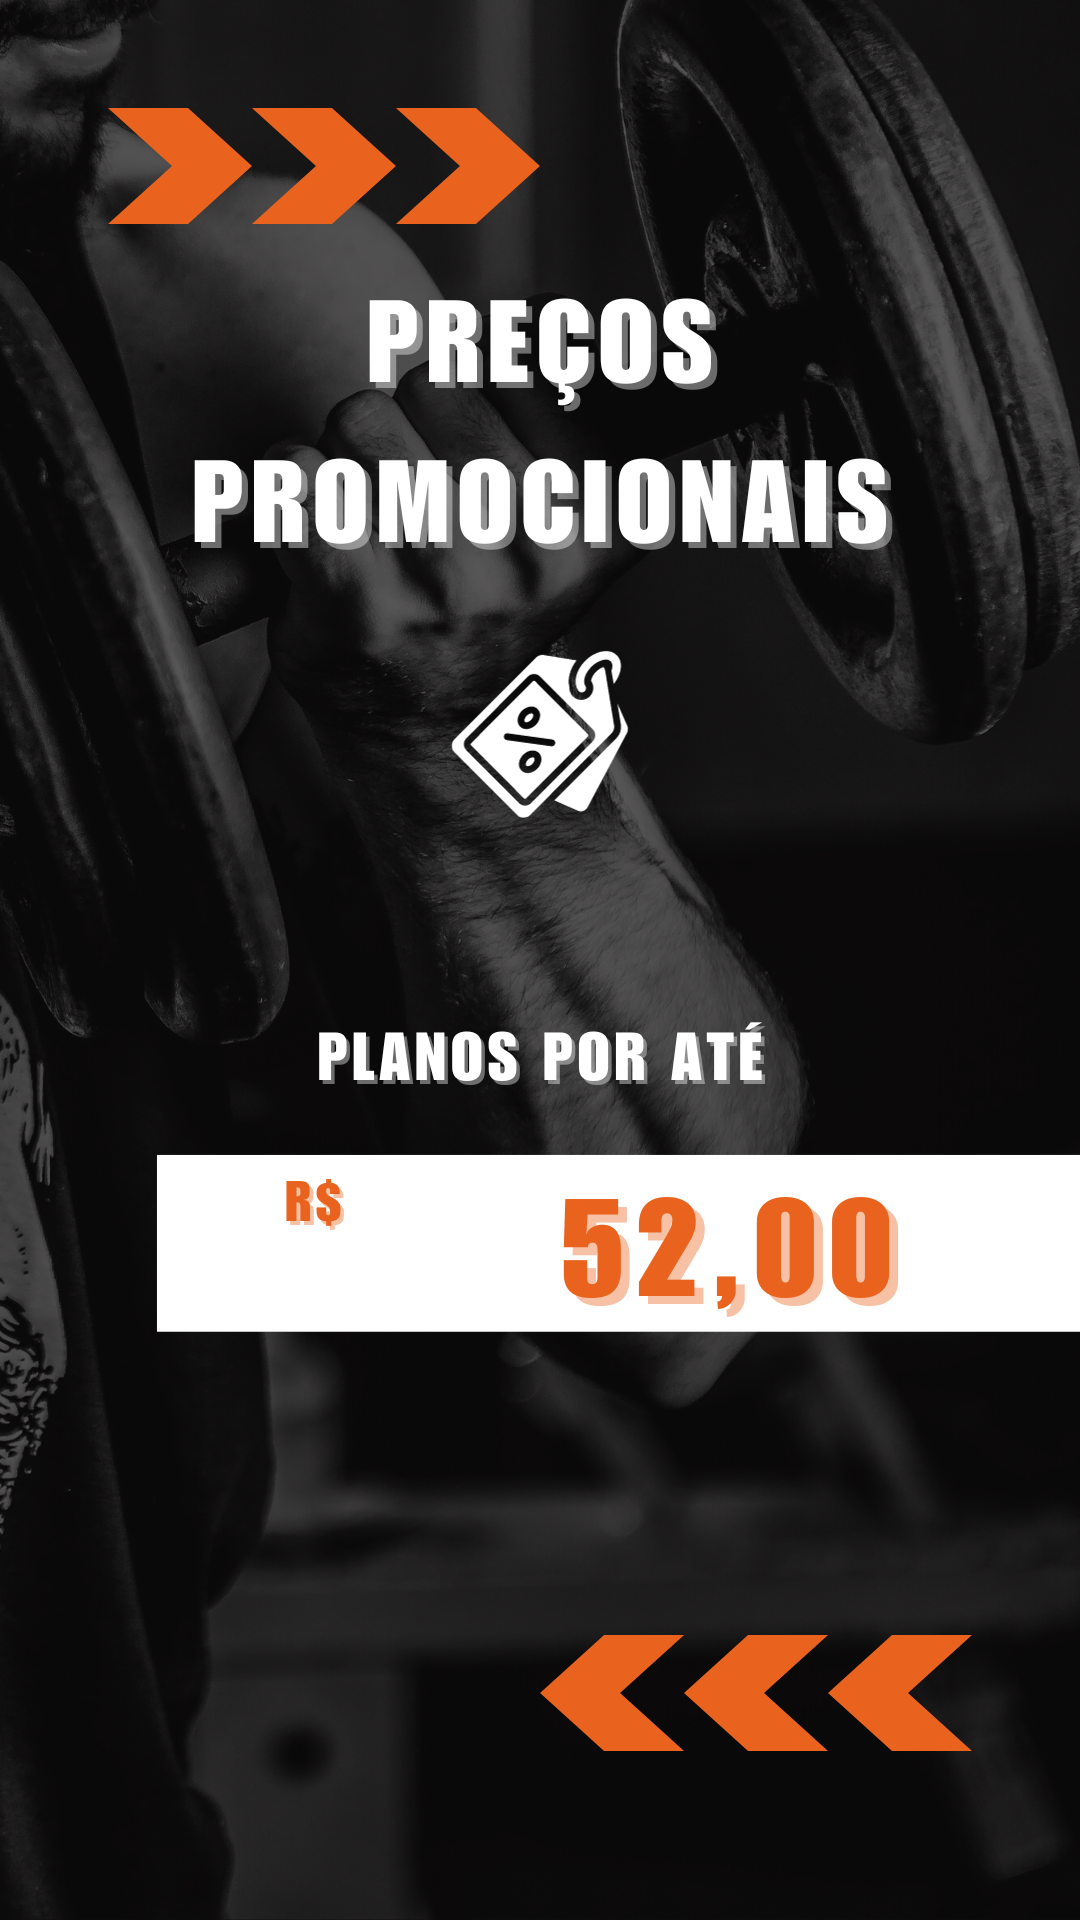 PREÇOS
PROMOCIONAIS
%
PLANOS POR ATÉ
R$ 52,00